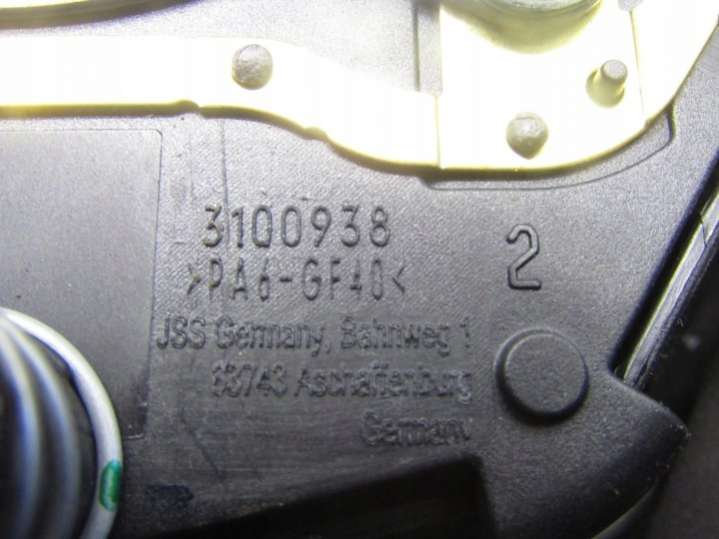 3100938
>PA6-GF40<
2
JSS Germany, Bahnweg 1
63743 Aschaffenburg
Germany